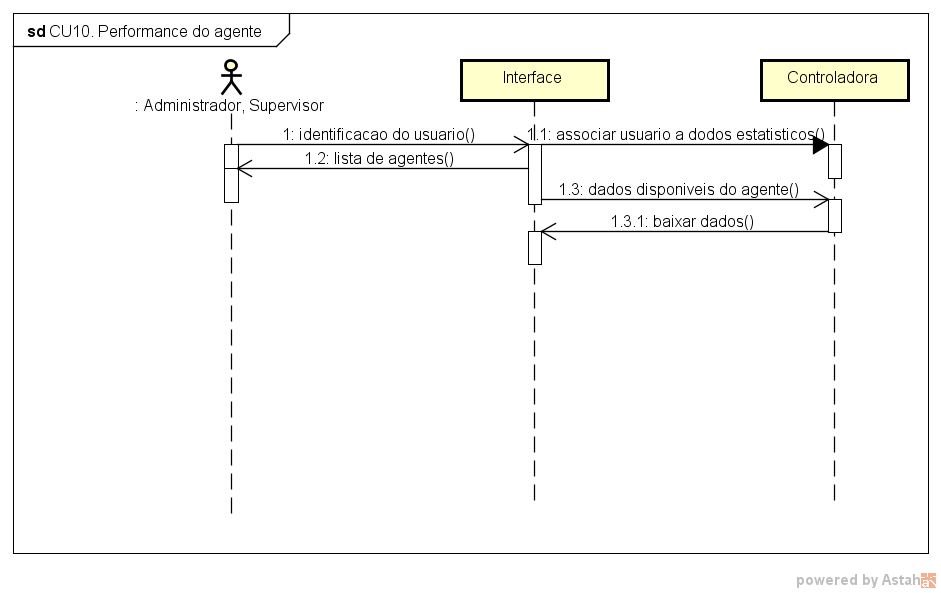 sd CU10. Performance do agente
: Administrador, Supervisor
Interface
Controladora
1: identificacao do usuario()
1.1: associar usuario a dodos estatisticos()
1.2: lista de agentes()
1.3: dados disponiveis do agente()
1.3.1: baixar dados()
powered by Astah